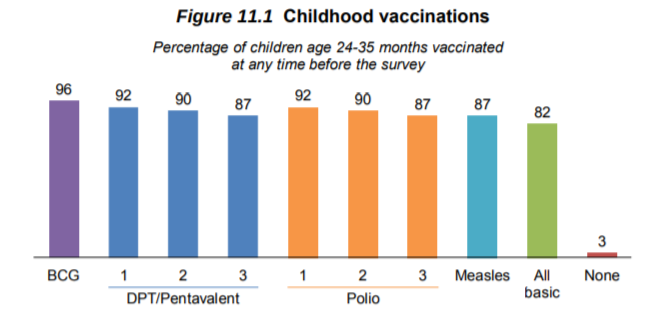 Figure 11.1 Childhood vaccinations
Percentage of children age 24-35 months vaccinated
at any time before the survey
96
92
90
87
92
90
87
87
82
3
BCG
1
2
3
1
2
3
Measles
All
basic
None
DPT/Pentavalent
Polio